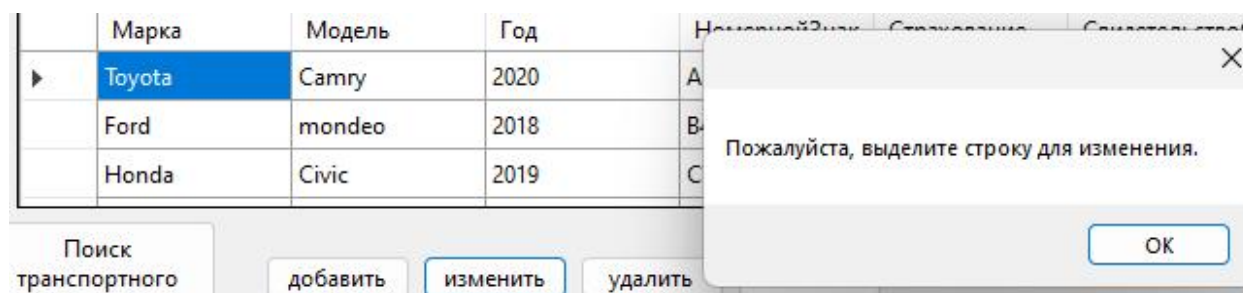 Марка Модель Год
Toyota Camry 2020
Ford mondeo 2018
Honda Civic 2019
Пожалуйста, выделите строку для изменения.
OK
Поиск
транспортного
добавить изменить удалить